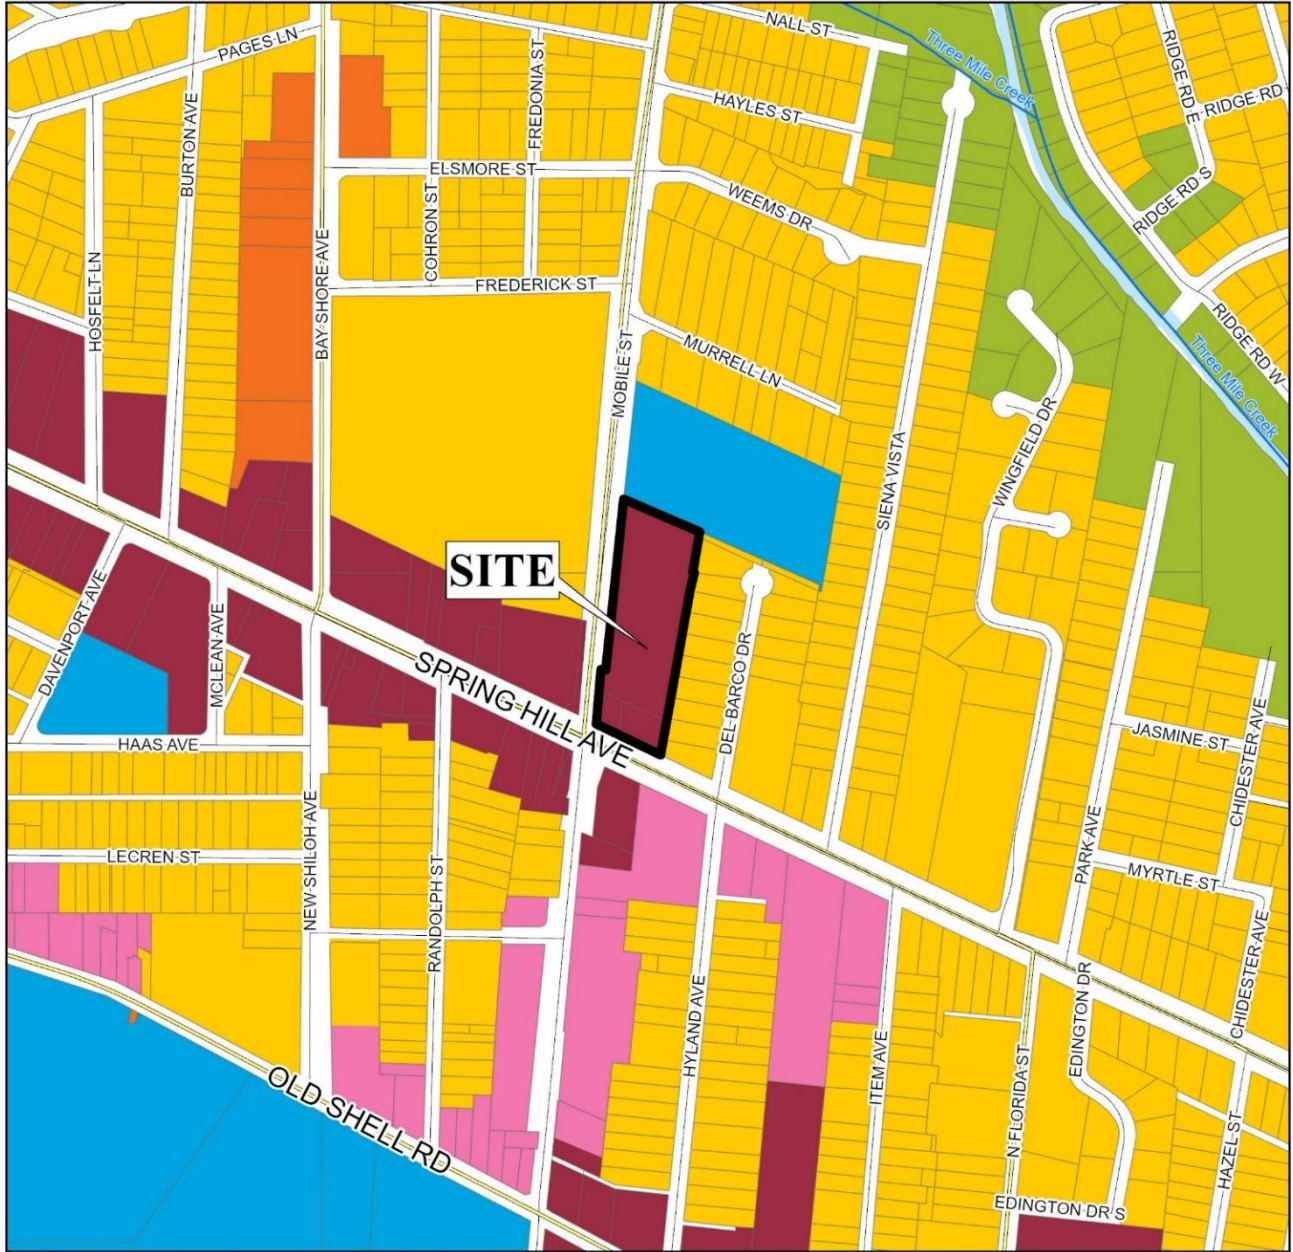 NALL ST
PAGES LN
FREDONIA ST
Three Mile Creek
RIDGE RD E
RIDGE RD
HAYLES ST
BURTON AVE
ELSMORE ST
COHRON ST
WEEMS DR
RIDGE RD S
HOSFELT LN
BAY SHORE AVE
FREDERICK ST
MOBILE ST
MURRELL LN
RIDGE RD W
Three Mile Creek
SIENA VISTA
WINGFIELD DR
SITE
DAVENPORT AVE
MCLEAN AVE
SPRING HILL AVE
DEL BARCO DR
HAAS AVE
JASMINE ST
CHIDESTER AVE
NEW SHILOH AVE
PARK AVE
LECREN ST
RANDOLPH ST
MYRTLE ST
HYLAND AVE
ITEM AVE
N FLORIDA ST
EDINGTON DR
CHIDESTER AVE
OLD SHELL RD
HAZEL ST
EDINGTON DR S